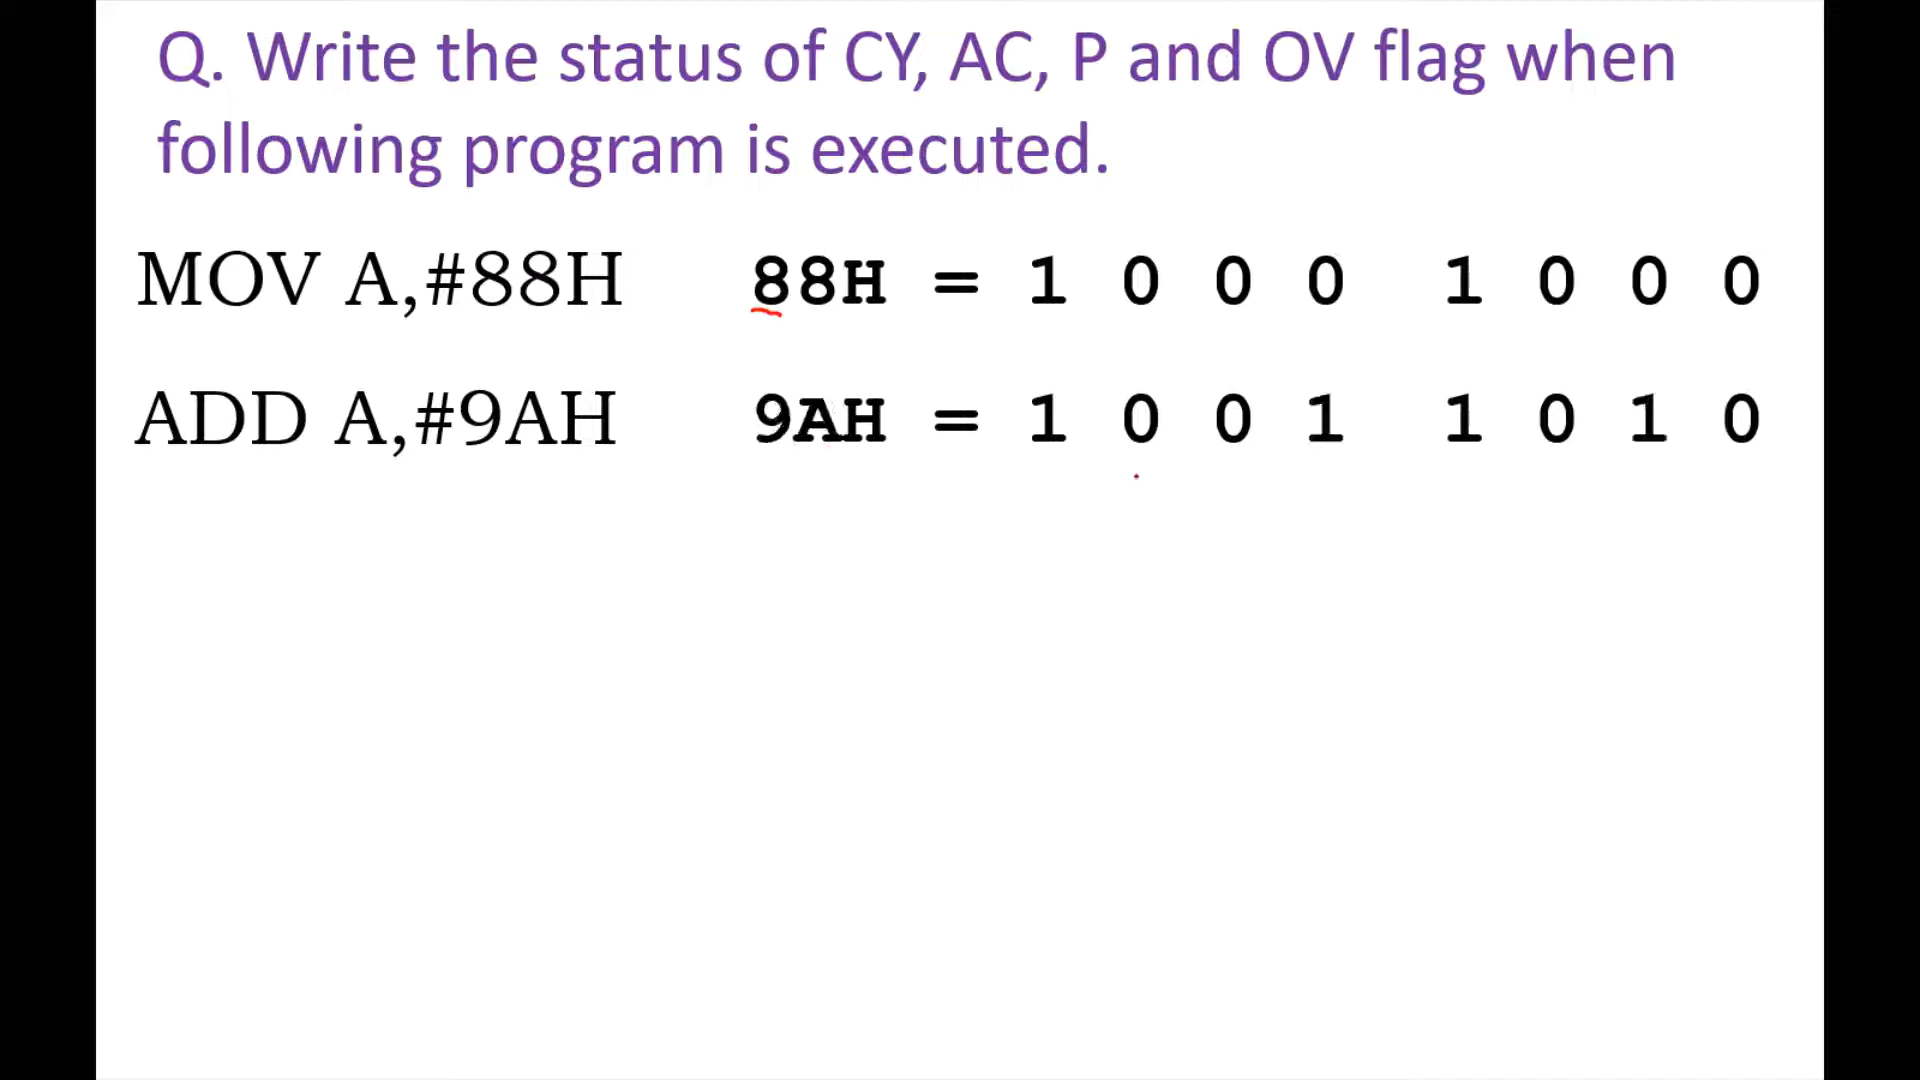 Q. Write the status of CY, AC, P and OV flag when
following program is executed.
MOV A,#88H 88H = 1 0 0 0 1 0 0 0
ADD A,#9AH 9AH = 1 0 0 1 1 0 1 0